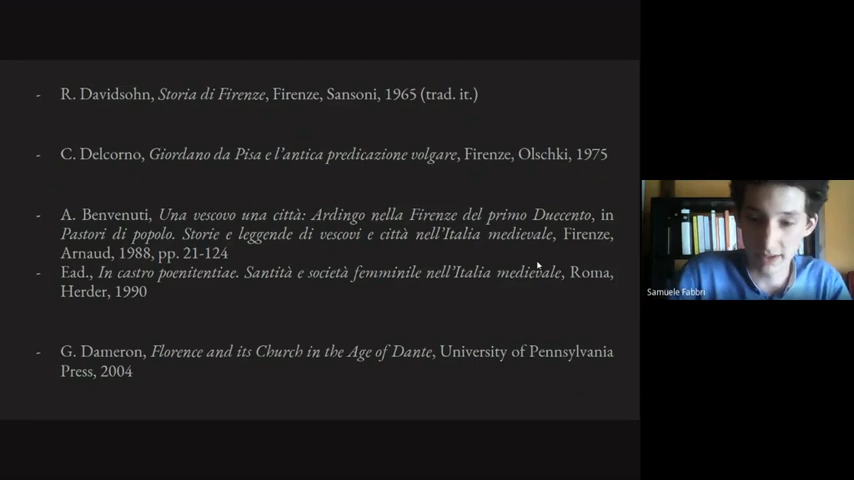 - R. Davidsohn, Storia di Firenze, Firenze, Sansoni, 1965 (trad. it.)
- C. Delcorno, Giordano da Pisa e l'antica predicazione volgare, Firenze, Olschki, 1975
- A. Benvenuti, Una vescovo una città: Ardingo nella Firenze del primo Duecento, in
Pastori di popolo. Storie e leggende di vescovi e città nell'Italia medievale, Firenze,
Arnaud, 1988, pp. 21-124
- Ead., In castro poenitentiae. Santità e società femminile nell'Italia medievale, Roma,
Herder, 1990
- G. Dameron, Florence and its Church in the Age of Dante, University of Pennsylvania
Press, 2004
Samuele Fabbri